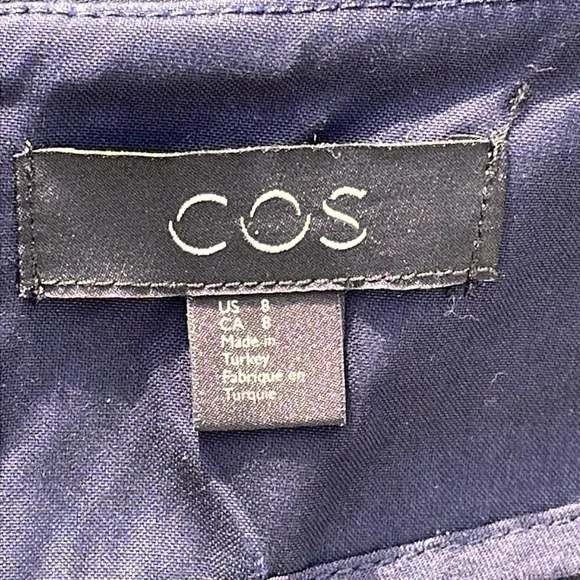 COS
US 8
CA 8
Made in
Turkey
Fabriqué en
Turquie